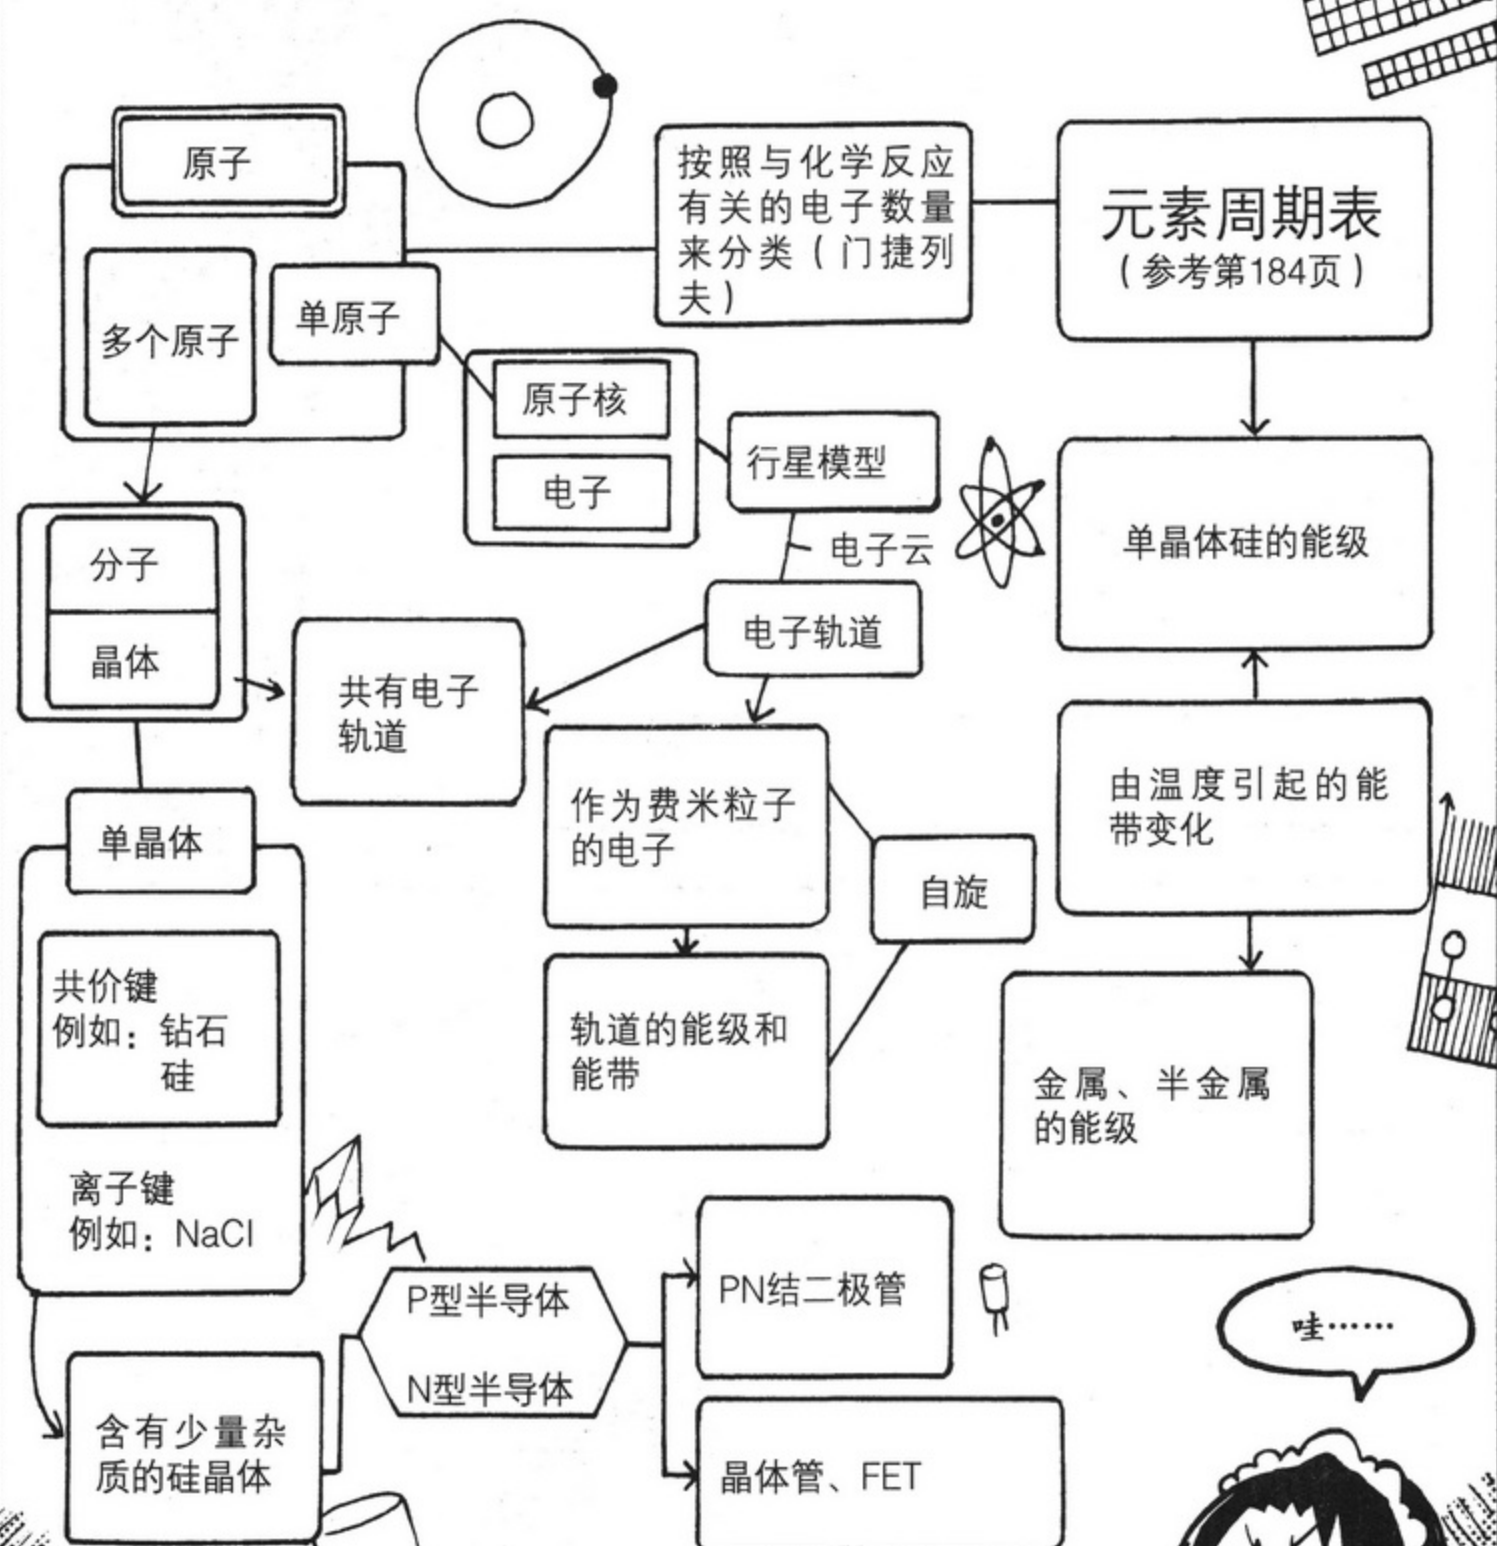 原子
多个原子
单原子
按照与化学反应
有关的电子数量
来分类（门捷列
夫）
元素周期表
（参考第184页）
原子核
电子
行星模型
电子云
电子轨道
单晶体硅的能级
分子
晶体
共有电子
轨道
作为费米粒子
的电子
自旋
由温度引起的能
带变化
单晶体
共价键
例如：钻石
硅
离子键
例如：NaCl
轨道的能级和
能带
金属、半金属
的能级
P型半导体
N型半导体
PN结二极管
晶体管、FET
含有少量杂
质的硅晶体
哇……